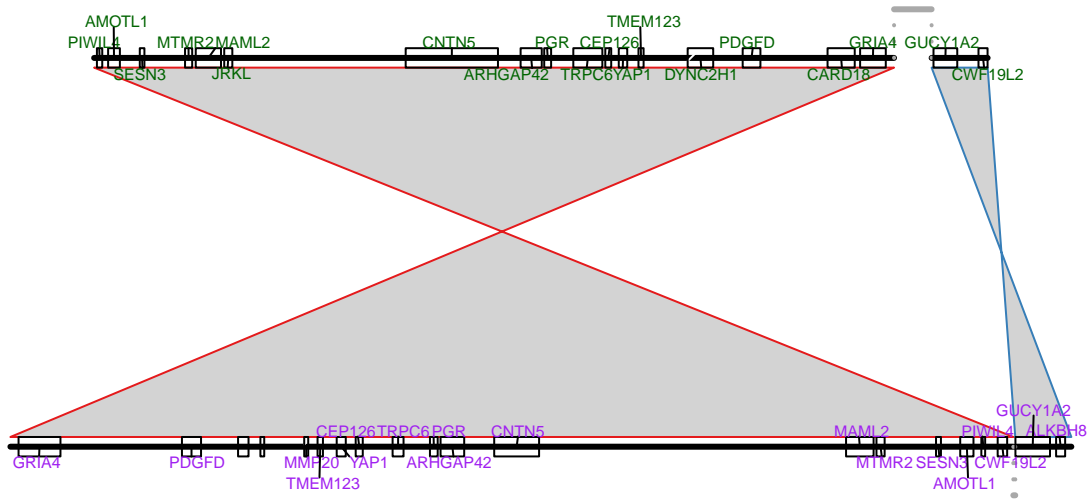 AMOTL1 TMEM123
PIWIL4 MTMR2 MAML2 CNTN5 PGR CEP126 PDGFD GRIA4 GUCY1A2
SESN3 JRKL ARHGAP42 TRPC6 YAP1 DYNC2H1 CARD18 CWF19L2
GUCY1A2
CEP126 TRPC6 PGR CNTN5 MAML2 PIWIL4 ALKBH8
GRIA4 PDGFD MMP20 YAP1 ARHGAP42 MTMR2 SESN3 CWF19L2
TMEM123 AMOTL1